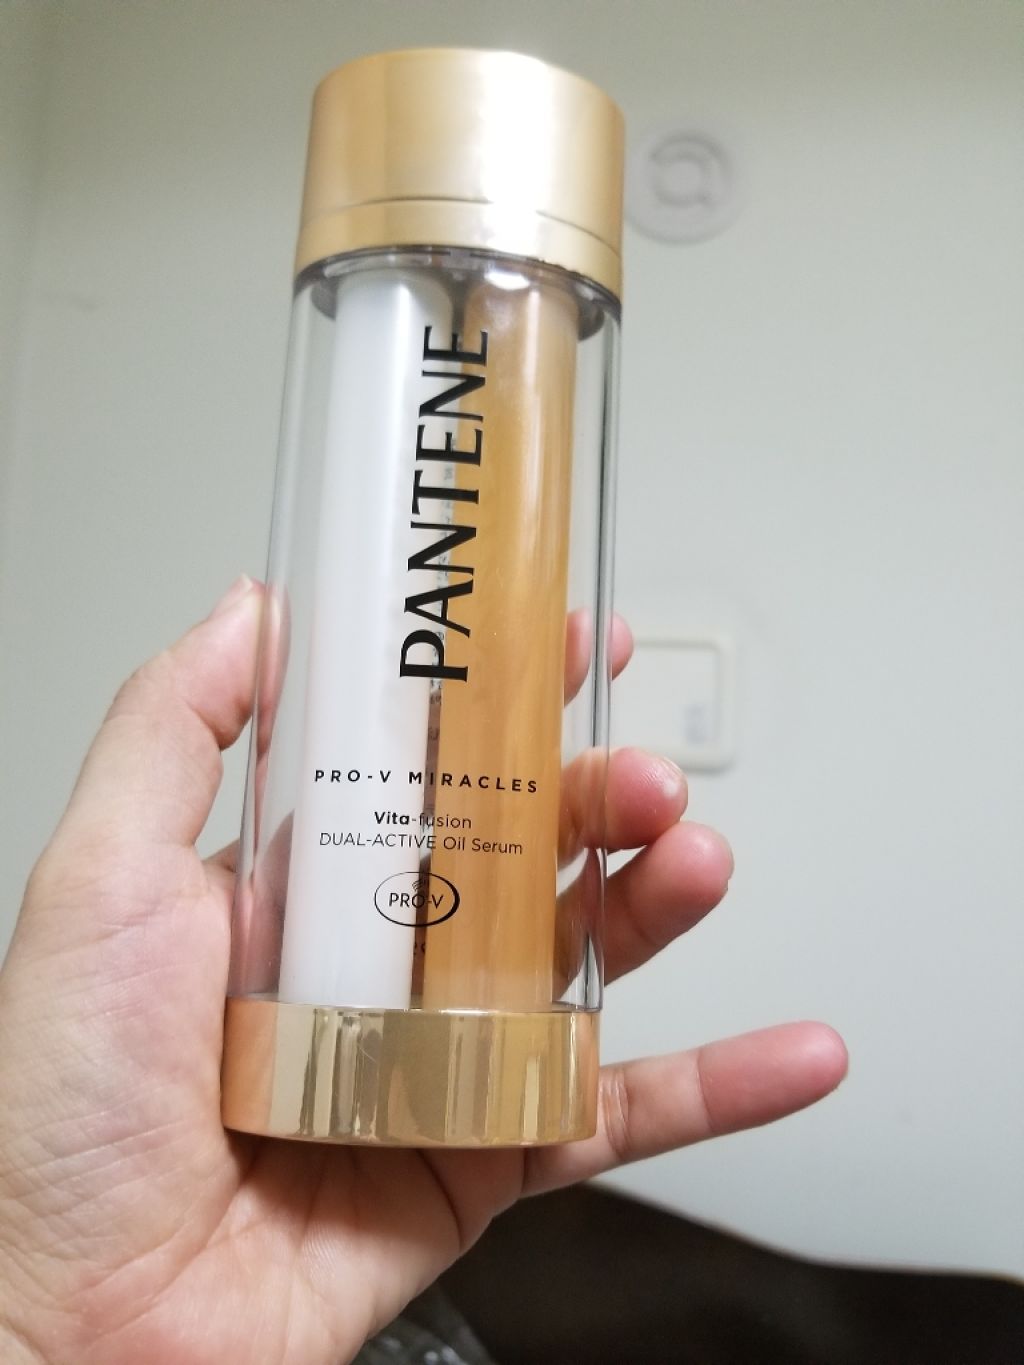 PANTENE
PRO-V MIRACLES
Vita-fusion
DUAL-ACTIVE Oil Serum
PRO-V